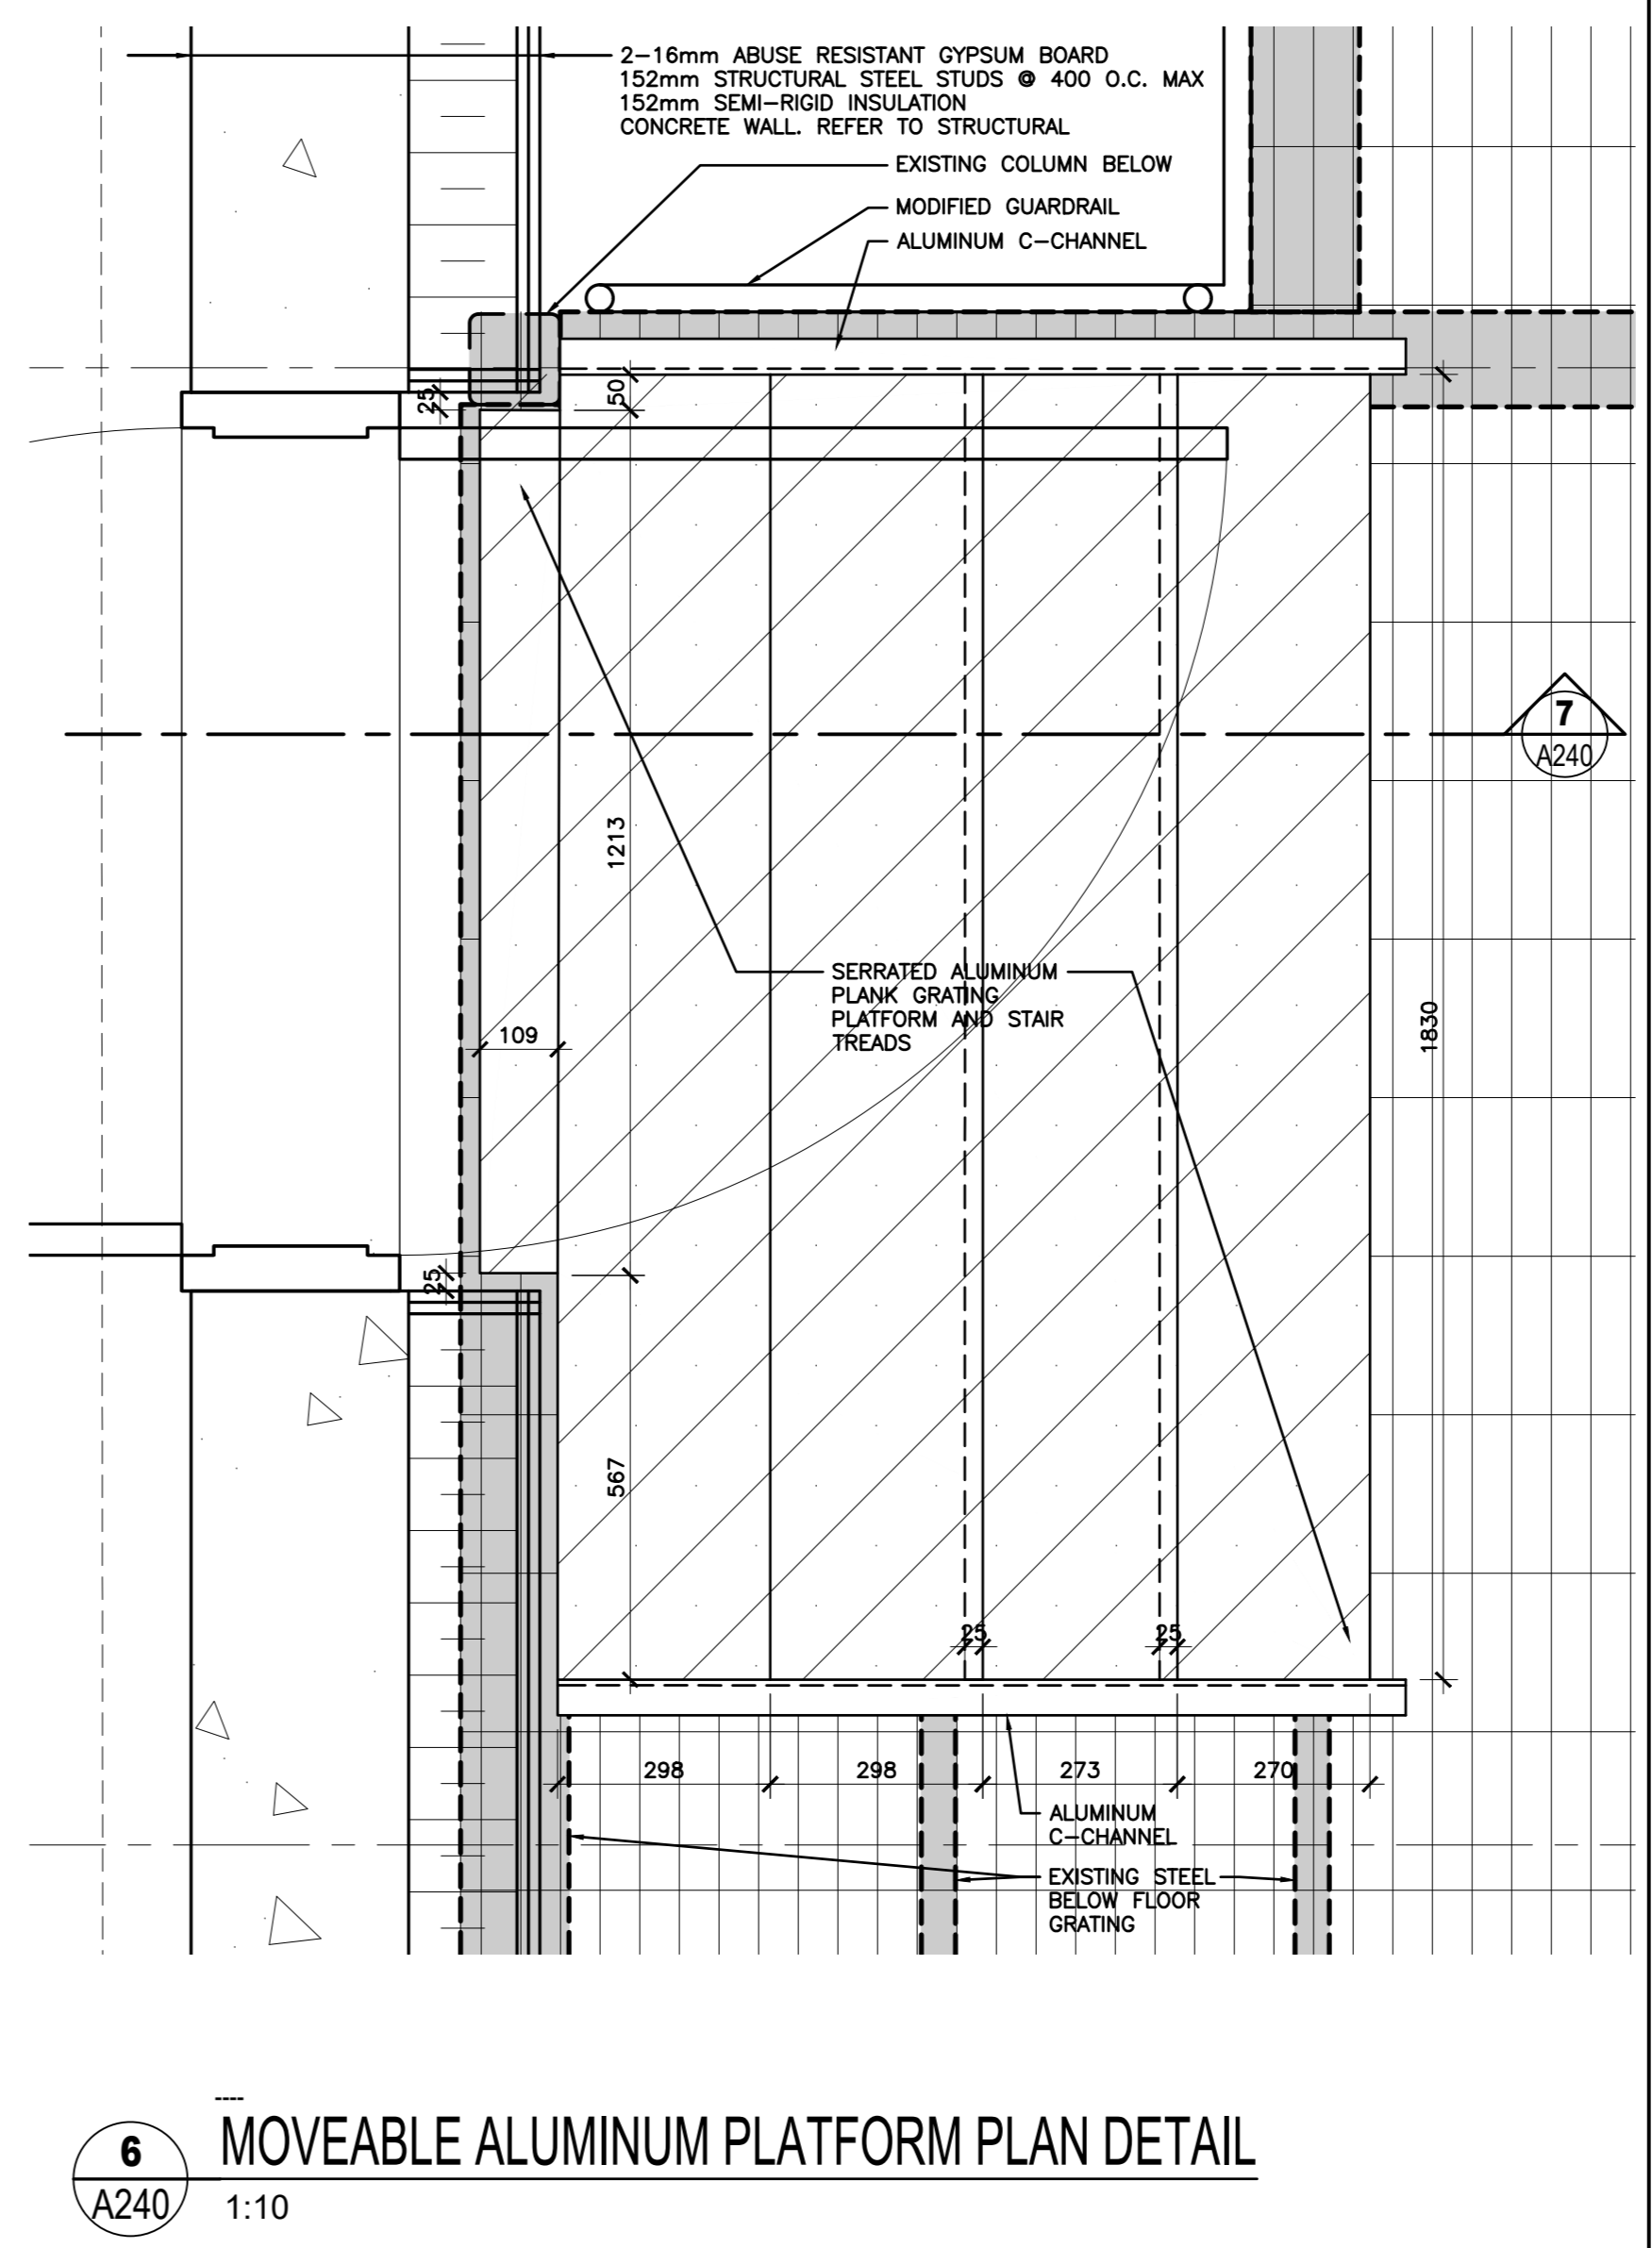 2-16mm ABUSE RESISTANT GYPSUM BOARD
152mm STRUCTURAL STEEL STUDS @ 400 O.C. MAX
152mm SEMI-RIGID INSULATION
CONCRETE WALL. REFER TO STRUCTURAL
EXISTING COLUMN BELOW
MODIFIED GUARDRAIL
ALUMINUM C-CHANNEL
25
50
7
A240
1213
SERRATED ALUMINUM
PLANK GRATING
PLATFORM AND STAIR
TREADS
109
1830
25
567
25
25
298
298
273
270
ALUMINUM
C-CHANNEL
EXISTING STEEL
BELOW FLOOR
GRATING
----
6
A240
MOVEABLE ALUMINUM PLATFORM PLAN DETAIL
1:10